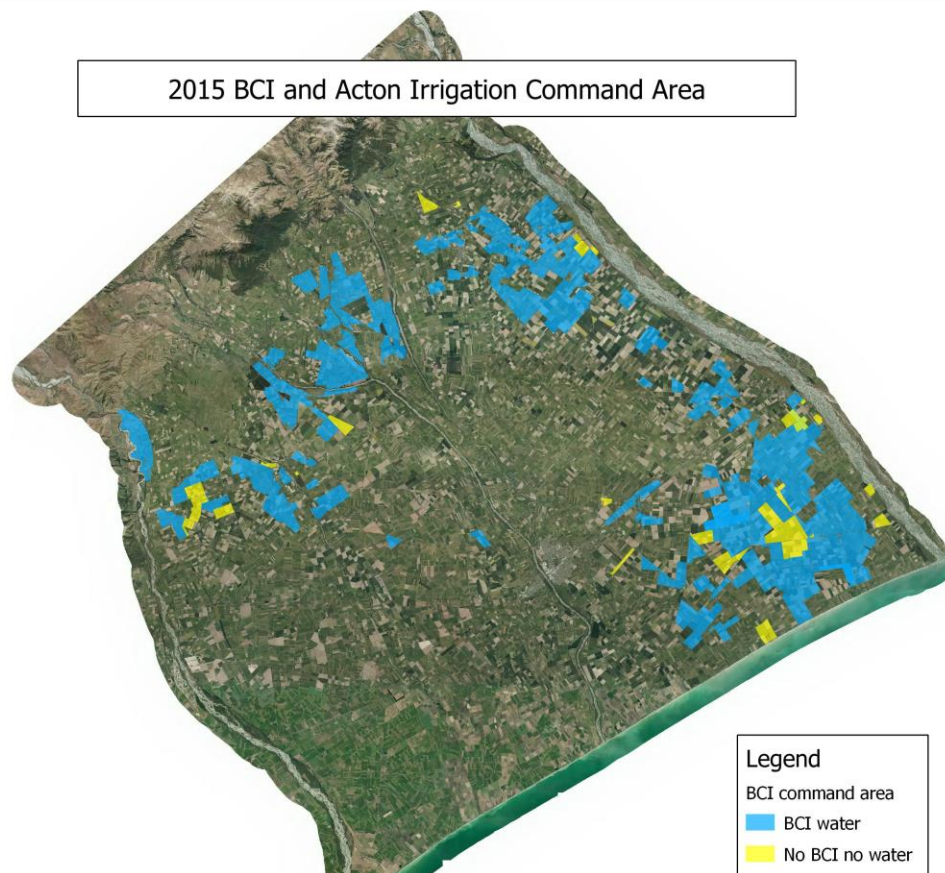 2015 BCI and Acton Irrigation Command Area
Legend
BCI command area
BCI water
No BCI no water